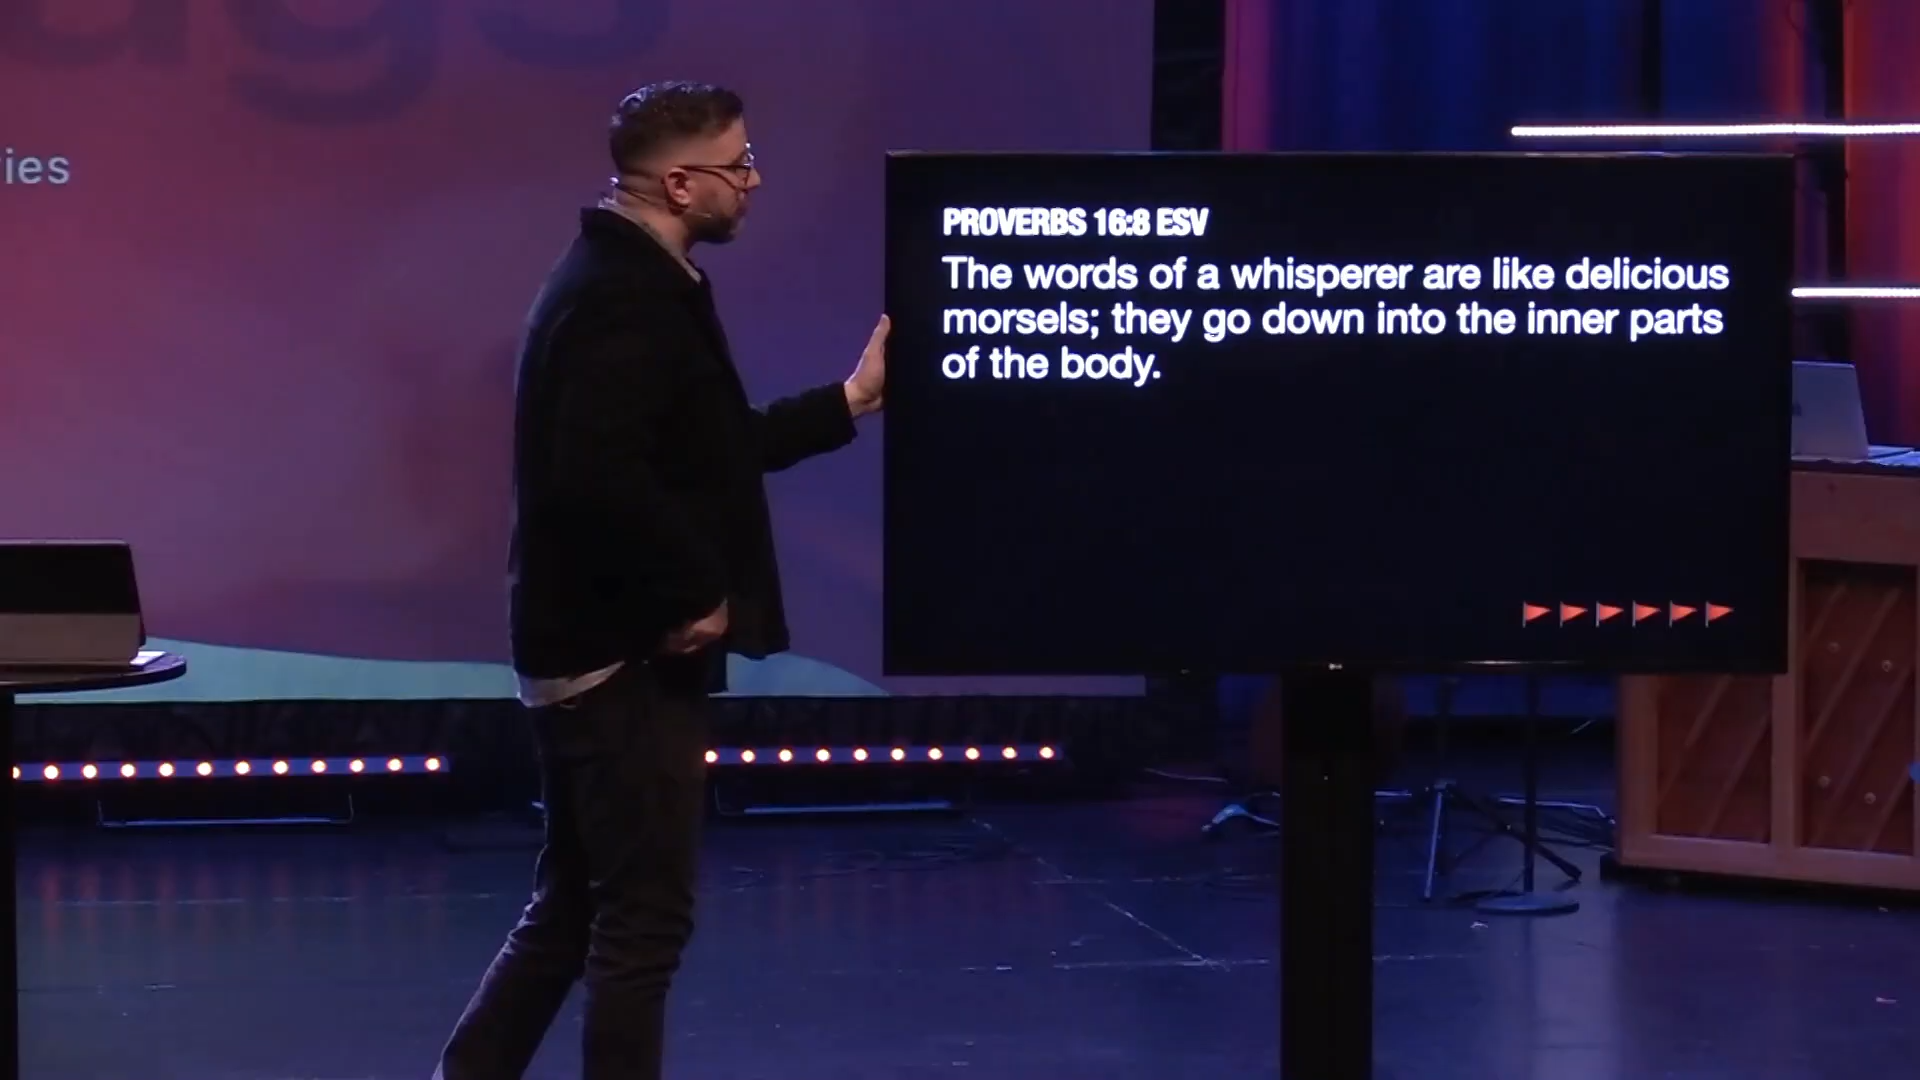 ags
ies
PROVERBS 16:8 ESV
The words of a whisperer are like delicious
morsels; they go down into the inner parts
of the body.